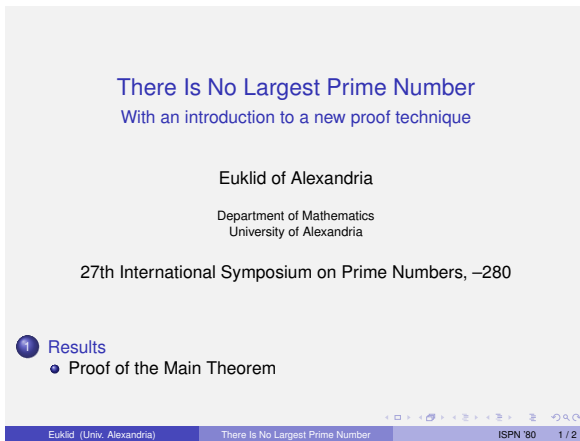 There Is No Largest Prime Number
With an introduction to a new proof technique
Euklid of Alexandria
Department of Mathematics
University of Alexandria
27th International Symposium on Prime Numbers, –280
1 Results
Proof of the Main Theorem
Euklid (Univ. Alexandria) There Is No Largest Prime Number ISPN ’80 1 / 2